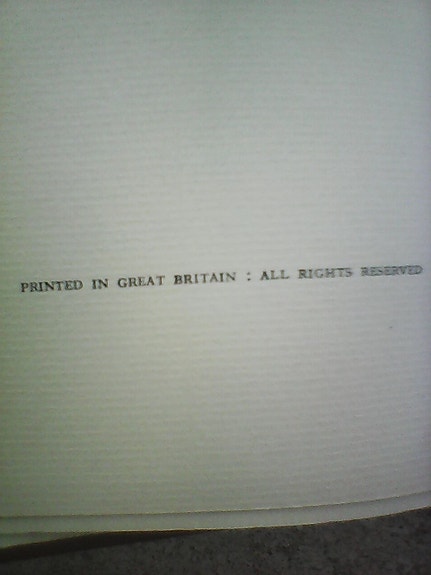 PRINTED IN GREAT BRITAIN : ALL RIGHTS RESERVED